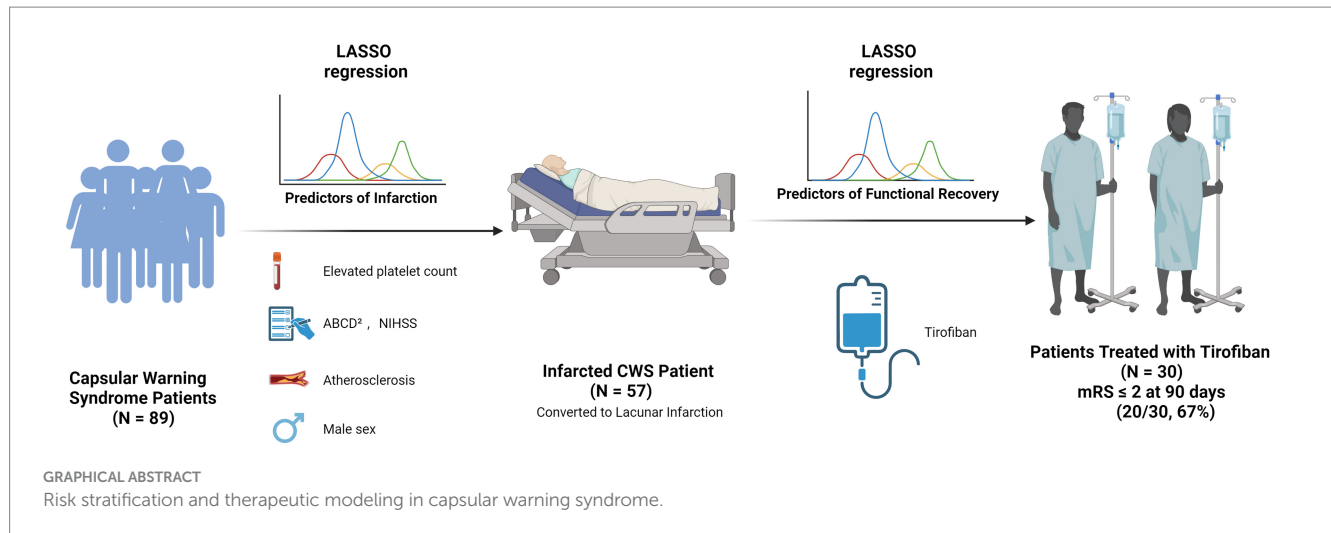 LASSO
regression
Predictors of Infarction
Elevated platelet count
ABCD² , NIHSS
Atherosclerosis
Male sex
Capsular Warning
Syndrome Patients
(N = 89)
Infarcted CWS Patient
(N = 57)
Converted to Lacunar Infarction
LASSO
regression
Predictors of Functional Recovery
Tirofiban
Patients Treated with Tirofiban
(N = 30)
mRS ≤ 2 at 90 days
(20/30, 67%)
GRAPHICAL ABSTRACT
Risk stratification and therapeutic modeling in capsular warning syndrome.